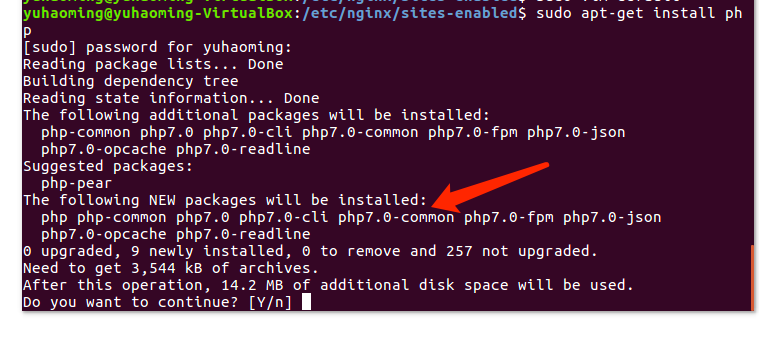 yuhaoming@yuhaoming-VirtualBox:/etc/nginx/sites-enabled$ sudo apt-get install ph
p
[sudo] password for yuhaoming:
Reading package lists... Done
Building dependency tree
Reading state information... Done
The following additional packages will be installed:
  php-common php7.0 php7.0-cli php7.0-common php7.0-fpm php7.0-json
  php7.0-opcache php7.0-readline
Suggested packages:
  php-pear
The following NEW packages will be installed:
  php php-common php7.0 php7.0-cli php7.0-common php7.0-fpm php7.0-json
  php7.0-opcache php7.0-readline
0 upgraded, 9 newly installed, 0 to remove and 257 not upgraded.
Need to get 3,544 kB of archives.
After this operation, 14.2 MB of additional disk space will be used.
Do you want to continue? [Y/n]